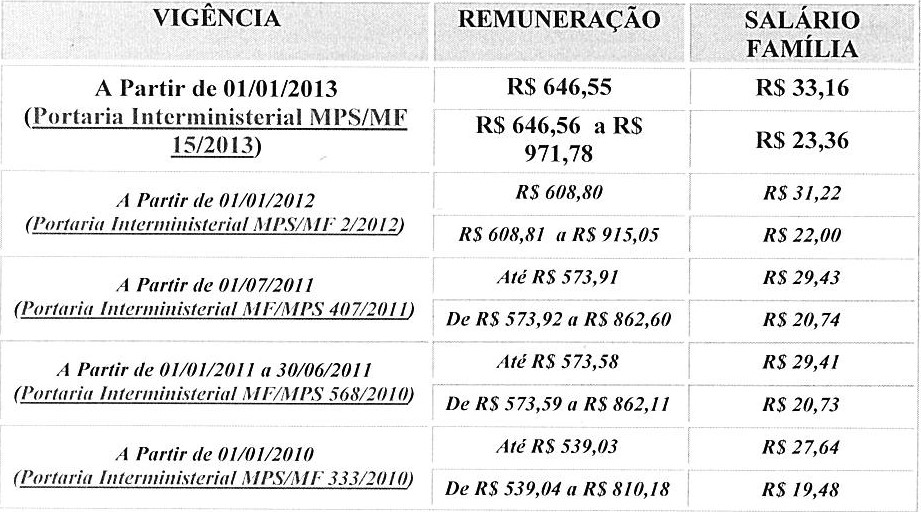 VIGÊNCIA
REMUNERAÇÃO
SALÁRIO
FAMÍLIA
A Partir de 01/01/2013
(Portaria Interministerial MPS/MF
15/2013)
R$ 646,55
R$ 33,16
R$ 646,56 a R$
971,78
R$ 23,36
A Partir de 01/01/2012
(Portaria Interministerial MPS/MF 2/2012)
R$ 608,80
R$ 31,22
R$ 608,81 a R$ 915,05
R$ 22,00
A Partir de 01/07/2011
(Portaria Interministerial MF/MPS 407/2011)
Até R$ 573,91
R$ 29,43
De R$ 573,92 a R$ 862,60
R$ 20,74
A Partir de 01/01/2011 a 30/06/2011
(Portaria Interministerial MF/MPS 568/2010)
Até R$ 573,58
R$ 29,41
De R$ 573,59 a R$ 862,11
R$ 20,73
A Partir de 01/01/2010
(Portaria Interministerial MPS/MF 333/2010)
Até R$ 539,03
R$ 27,64
De R$ 539,04 a R$ 810,18
R$ 19,48